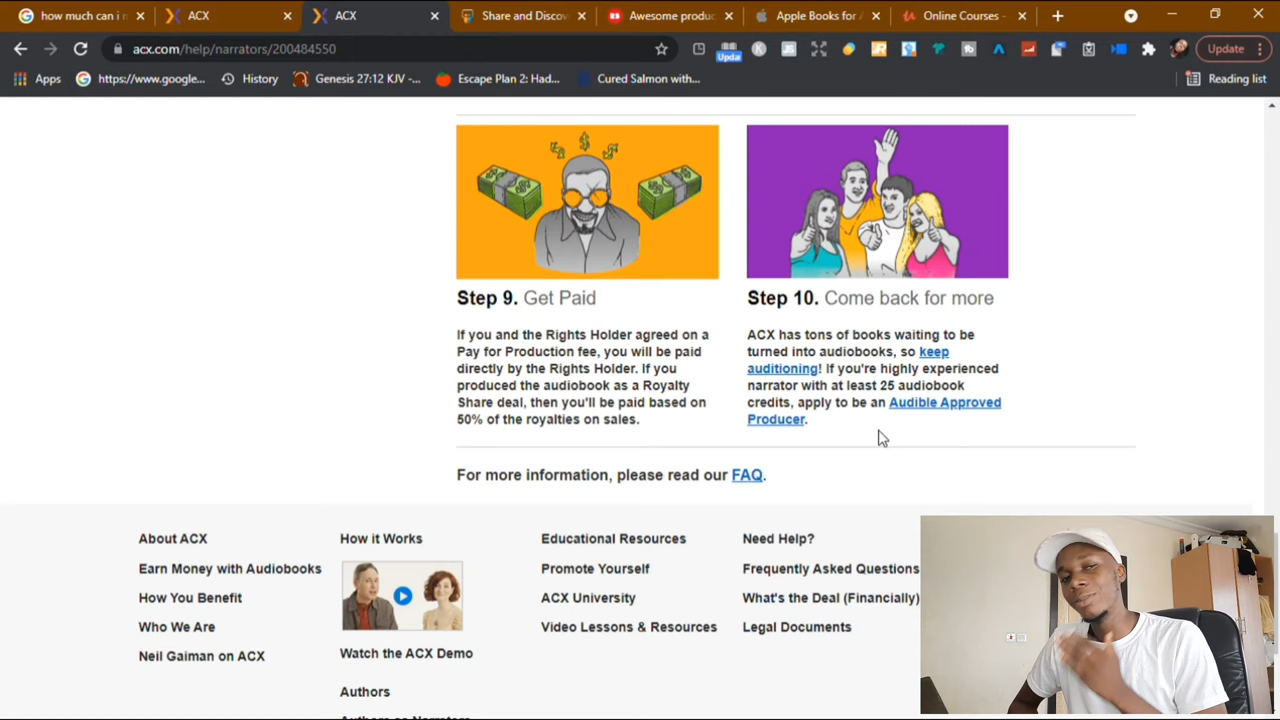 how much can i n
ACX
ACX
Share and Discov
Awesome produc
Apple Books for A
Online Courses -
acx.com/help/narrators/200484550
Upda
Update
Apps
https://www.google...
History
Genesis 27:12 KJV -...
Escape Plan 2: Had...
Cured Salmon with...
Reading list
Step 9. Get Paid
If you and the Rights Holder agreed on a
Pay for Production fee, you will be paid
directly by the Rights Holder. If you
produced the audiobook as a Royalty
Share deal, then you'll be paid based on
50% of the royalties on sales.
Step 10. Come back for more
ACX has tons of books waiting to be
turned into audiobooks, so keep
auditioning! If you're highly experienced
narrator with at least 25 audiobook
credits, apply to be an Audible Approved
Producer.
For more information, please read our FAQ.
About ACX
Earn Money with Audiobooks
How You Benefit
Who We Are
Neil Gaiman on ACX
How it Works
Watch the ACX Demo
Authors
Educational Resources
Promote Yourself
ACX University
Video Lessons & Resources
Need Help?
Frequently Asked Questions
What's the Deal (Financially)
Legal Documents